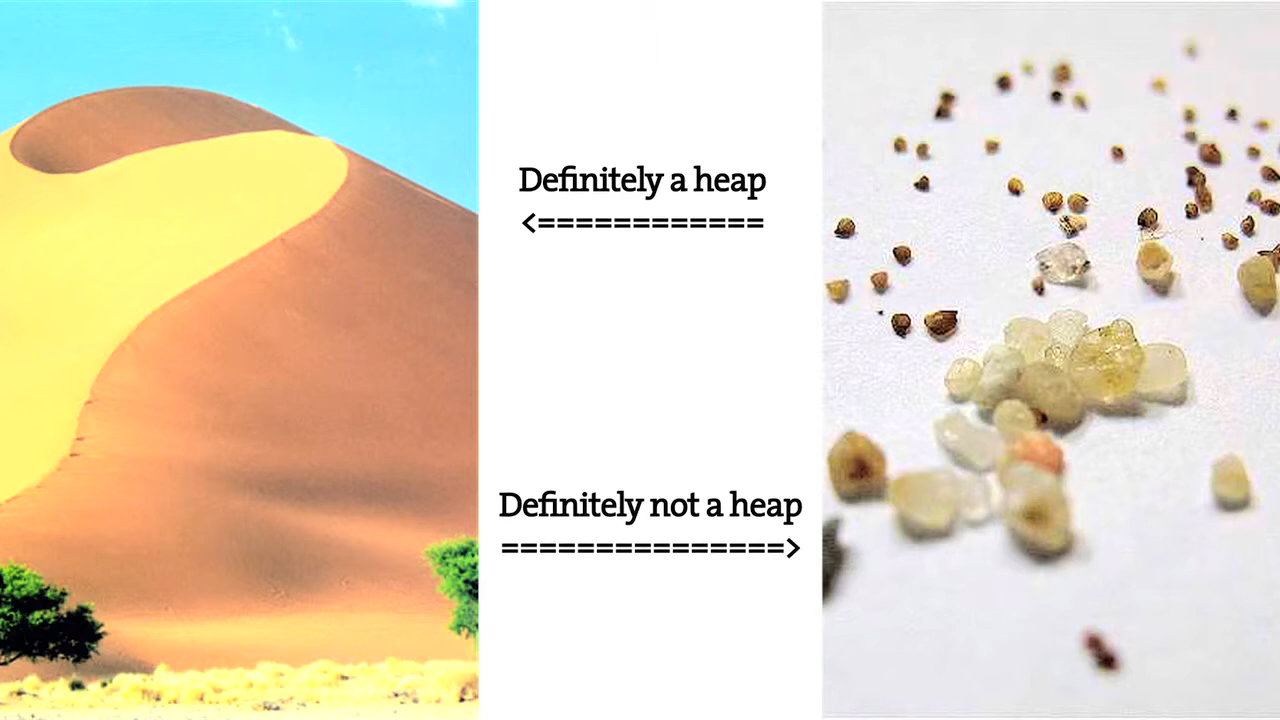 Definitely a heap
<============
Definitely not a heap
===============>